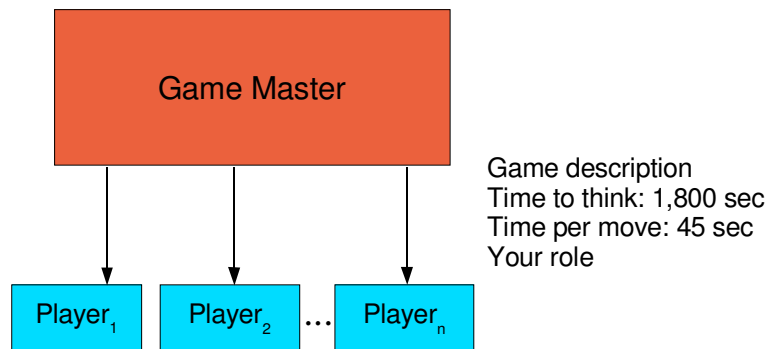 Game Master
Game description
Time to think: 1,800 sec
Time per move: 45 sec
Your role
Player1 Player2 ... Playern